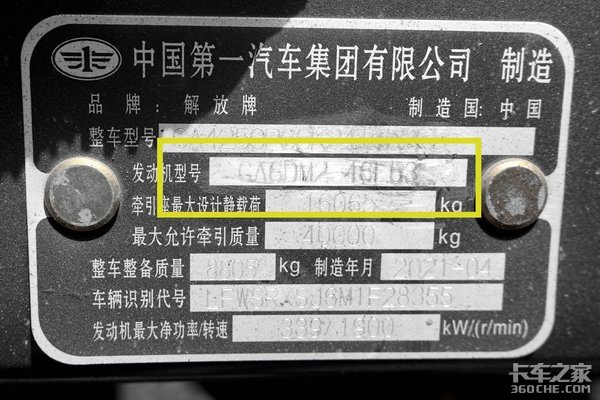 中国第一汽车集团有限公司 制造
品牌: 解放牌 制造国: 中国
整车型号
发动机型号
牵引座最大设计静载荷 16065 kg
最大允许牵引质量 40000 kg
整车整备质量 8805 kg 制造年月 2021-04
车辆识别代号
发动机最大净功率/转速 339/1900 kW/(r/min)
卡车之家
360CHE.COM